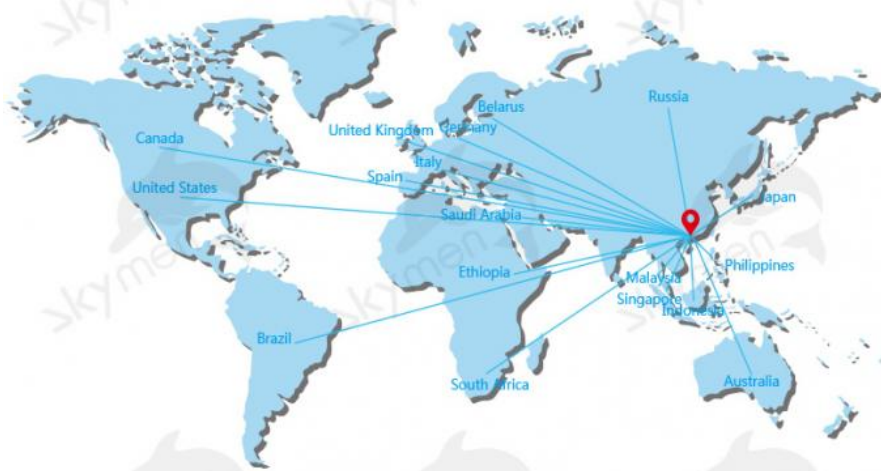 Belarus
Russia
United Kingdom
Germany
Canada
Italy
Spain
United States
Japan
Saudi Arabia
Philippines
Ethiopia
Malaysia
Singapore
Indonesia
Brazil
South Africa
Australia
skymen
skymen
skymen